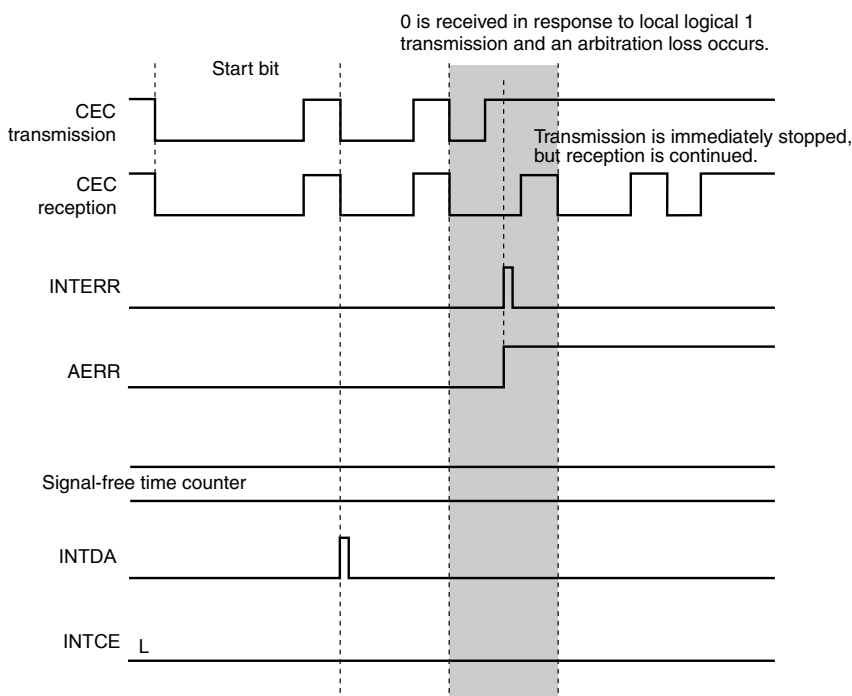 0 is received in response to local logical 1
transmission and an arbitration loss occurs.
Start bit
CEC
transmission
Transmission is immediately stopped,
but reception is continued.
CEC
reception
INTERR
AERR
Signal-free time counter
INTDA
INTCE L